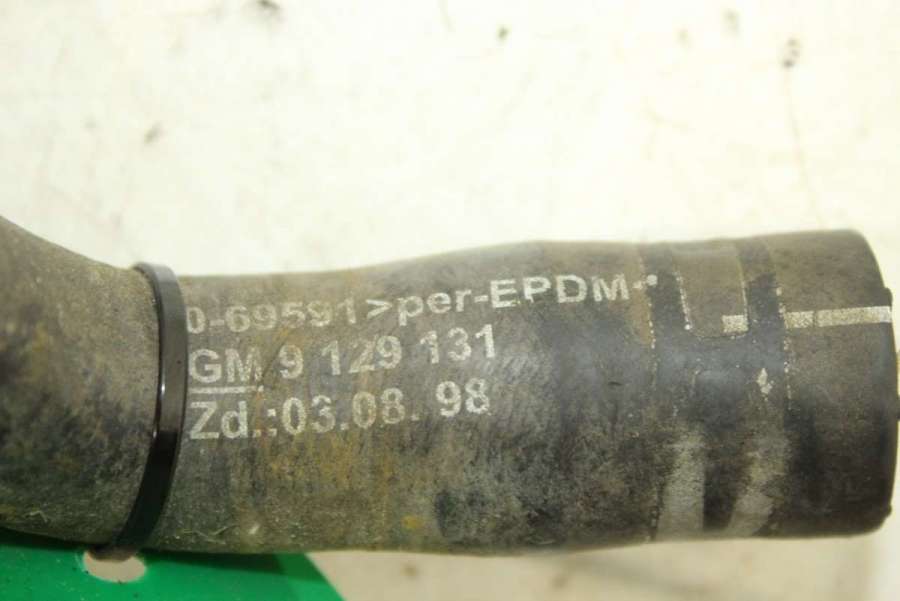 0-69591>per-EPDM-•
GM 9 129 131
Zd.:03.08. 98